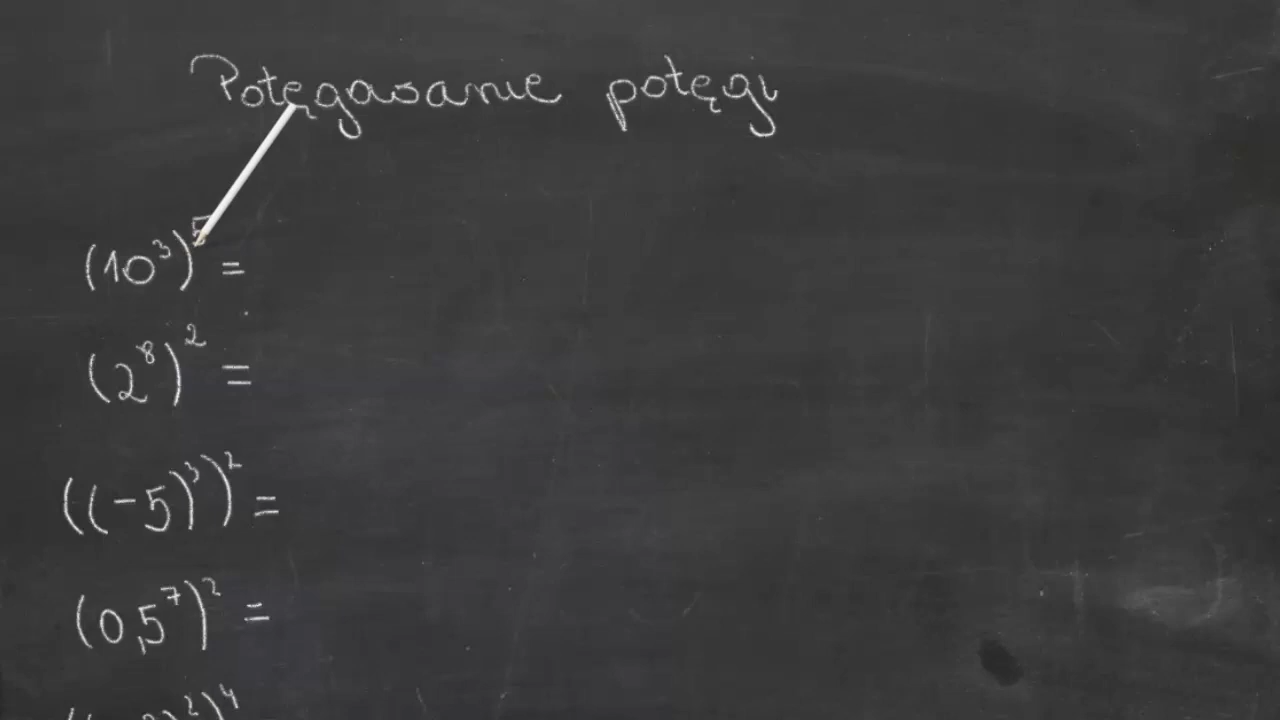 Potęgowanie potęgi
(10³)⁵ =
(2⁸)² =
((-5)³)² =
(0,5⁷)² =